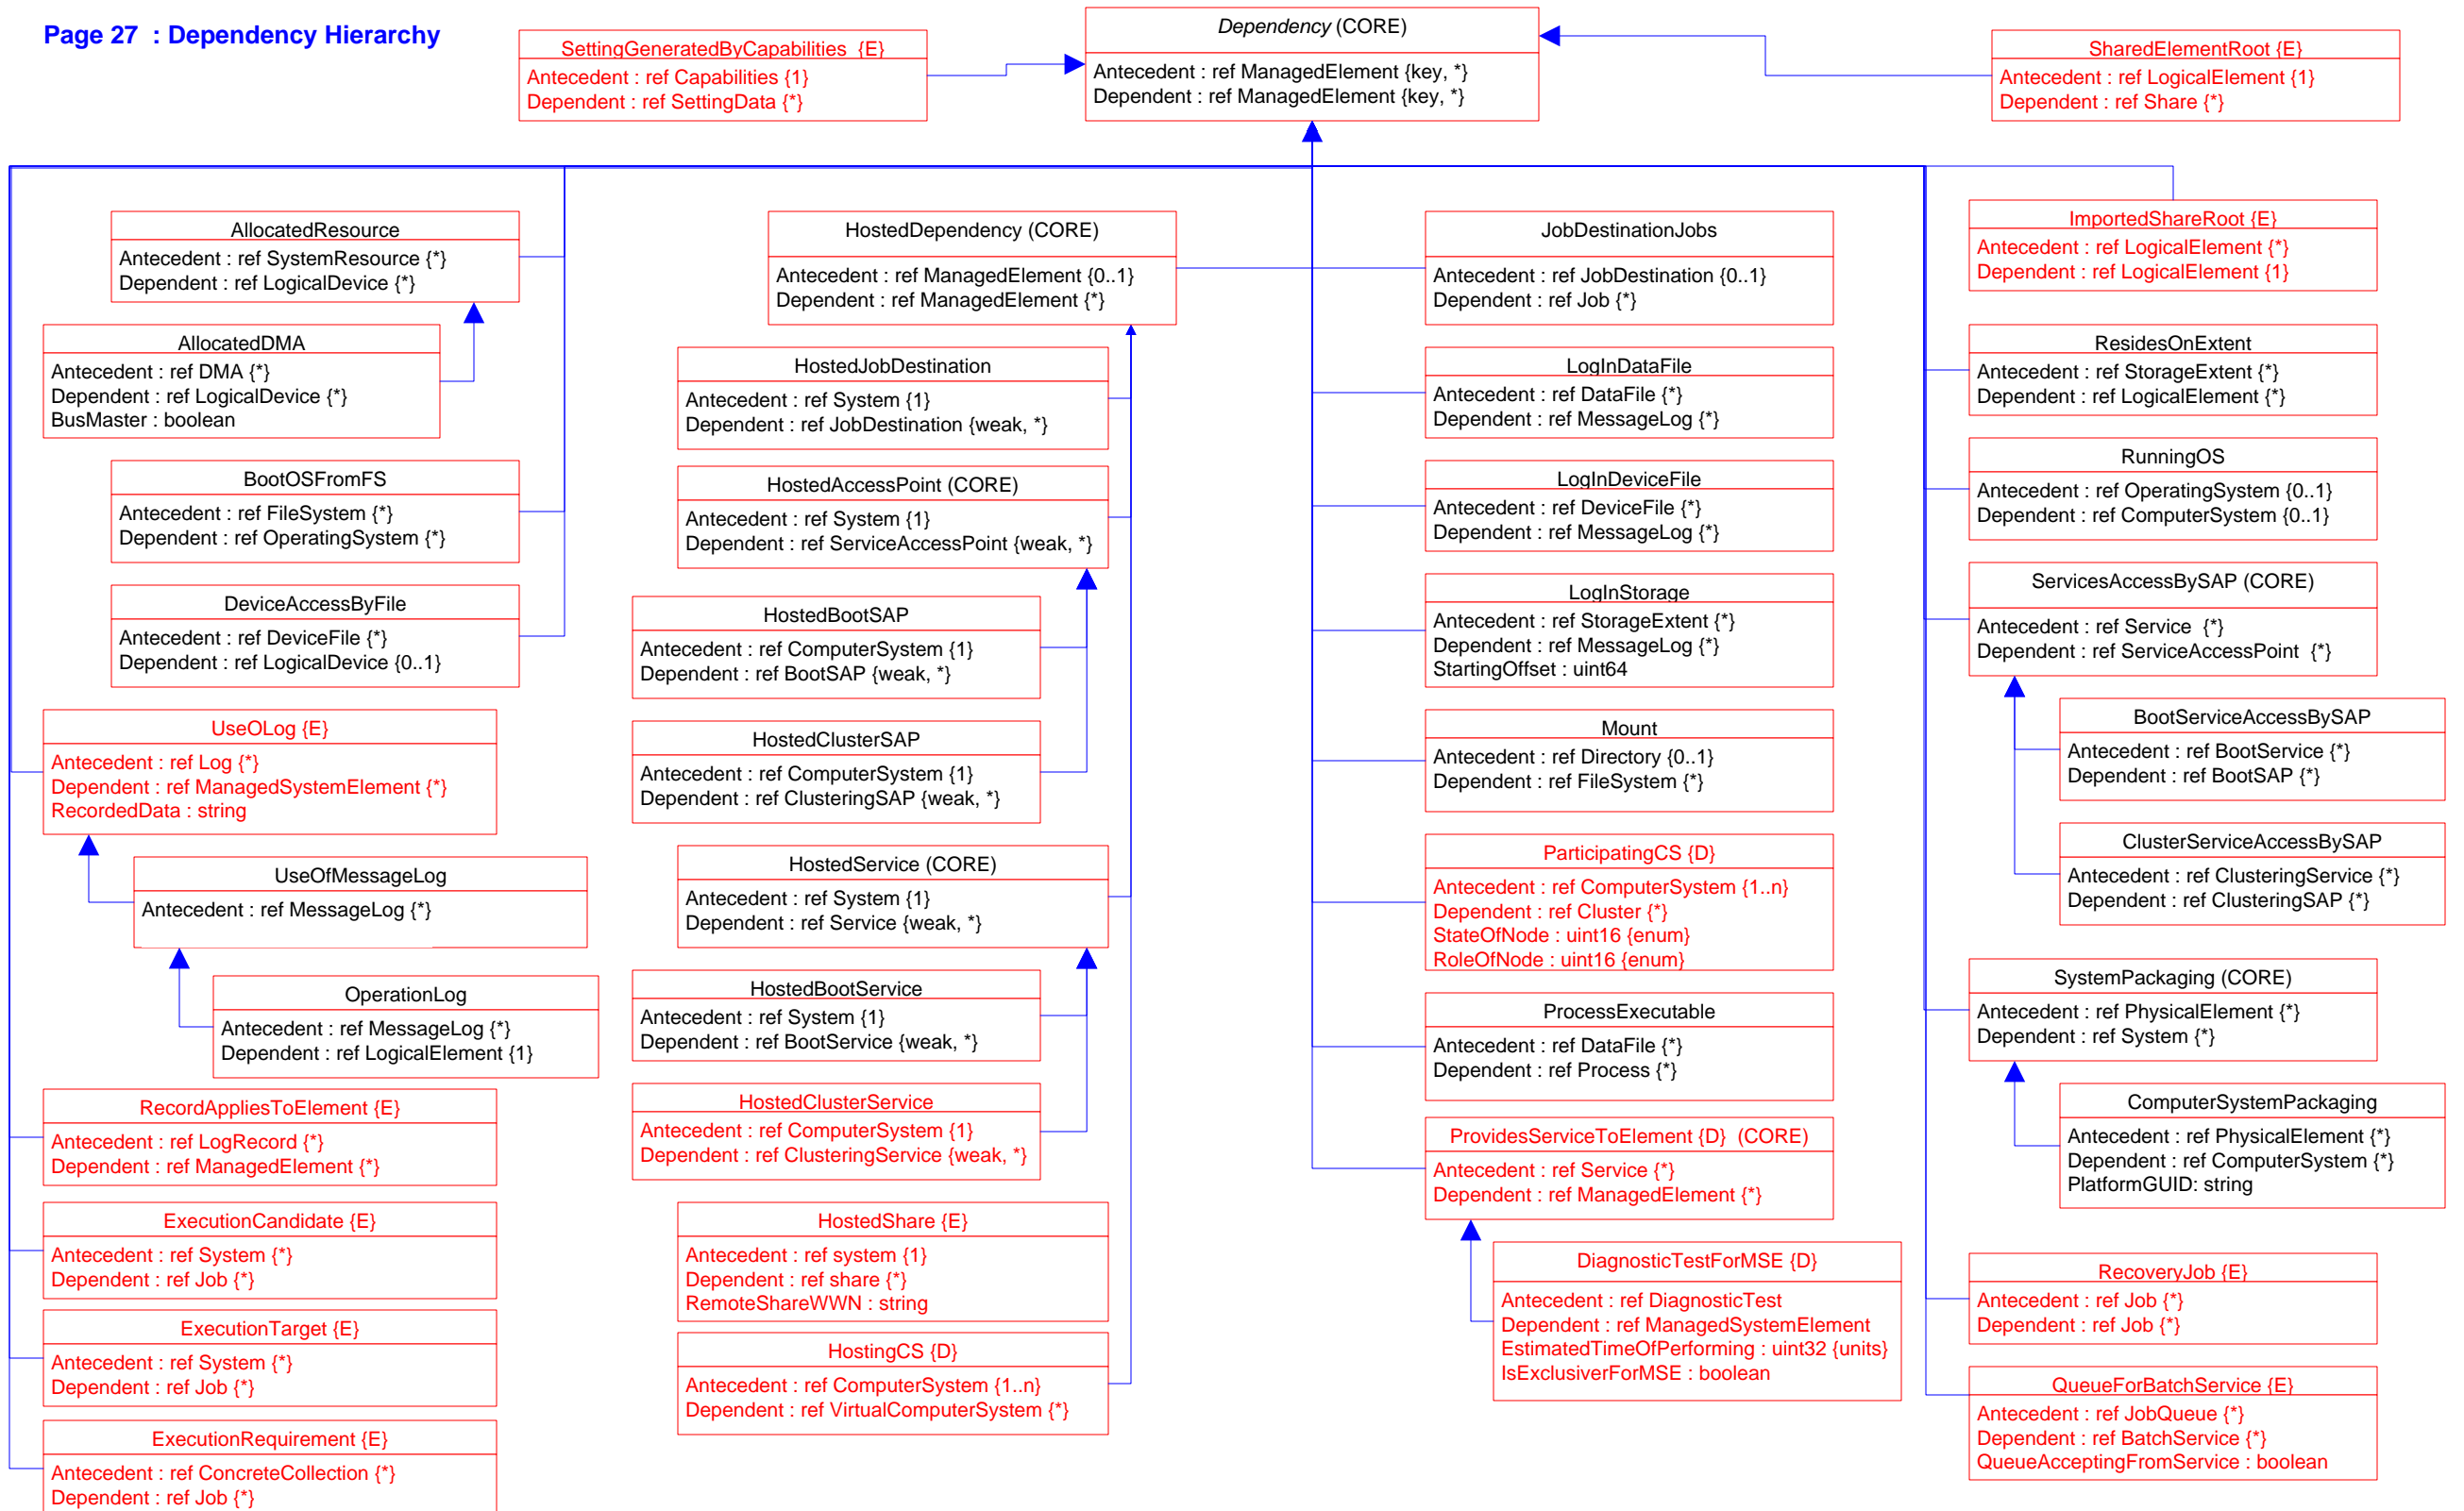 Page 27 : Dependency Hierarchy
SettingGeneratedByCapabilities {E}
Antecedent : ref Capabilities {1}
Dependent : ref SettingData {*}
Dependency (CORE)
Antecedent : ref ManagedElement {key, *}
Dependent : ref ManagedElement {key, *}
SharedElementRoot {E}
Antecedent : ref LogicalElement {1}
Dependent : ref Share {*}
AllocatedResource
Antecedent : ref SystemResource {*}
Dependent : ref LogicalDevice {*}
AllocatedDMA
Antecedent : ref DMA {*}
Dependent : ref LogicalDevice {*}
BusMaster : boolean
BootOSFromFS
Antecedent : ref FileSystem {*}
Dependent : ref OperatingSystem {*}
DeviceAccessByFile
Antecedent : ref DeviceFile {*}
Dependent : ref LogicalDevice {0..1}
UseOLog {E}
Antecedent : ref Log {*}
Dependent : ref ManagedSystemElement {*}
RecordedData : string
UseOfMessageLog
Antecedent : ref MessageLog {*}
OperationLog
Antecedent : ref MessageLog {*}
Dependent : ref LogicalElement {1}
RecordAppliesToElement {E}
Antecedent : ref LogRecord {*}
Dependent : ref ManagedElement {*}
ExecutionCandidate {E}
Antecedent : ref System {*}
Dependent : ref Job {*}
ExecutionTarget {E}
Antecedent : ref System {*}
Dependent : ref Job {*}
ExecutionRequirement {E}
Antecedent : ref ConcreteCollection {*}
Dependent : ref Job {*}
HostedDependency (CORE)
Antecedent : ref ManagedElement {0..1}
Dependent : ref ManagedElement {*}
HostedJobDestination
Antecedent : ref System {1}
Dependent : ref JobDestination {weak, *}
HostedAccessPoint (CORE)
Antecedent : ref System {1}
Dependent : ref ServiceAccessPoint {weak, *}
HostedBootSAP
Antecedent : ref ComputerSystem {1}
Dependent : ref BootSAP {weak, *}
HostedClusterSAP
Antecedent : ref ComputerSystem {1}
Dependent : ref ClusteringSAP {weak, *}
HostedService (CORE)
Antecedent : ref System {1}
Dependent : ref Service {weak, *}
HostedBootService
Antecedent : ref System {1}
Dependent : ref BootService {weak, *}
HostedClusterService
Antecedent : ref ComputerSystem {1}
Dependent : ref ClusteringService {weak, *}
HostedShare {E}
Antecedent : ref system {1}
Dependent : ref share {*}
RemoteShareWWN : string
HostingCS {D}
Antecedent : ref ComputerSystem {1..n}
Dependent : ref VirtualComputerSystem {*}
JobDestinationJobs
Antecedent : ref JobDestination {0..1}
Dependent : ref Job {*}
LogInDataFile
Antecedent : ref DataFile {*}
Dependent : ref MessageLog {*}
LogInDeviceFile
Antecedent : ref DeviceFile {*}
Dependent : ref MessageLog {*}
LogInStorage
Antecedent : ref StorageExtent {*}
Dependent : ref MessageLog {*}
StartingOffset : uint64
Mount
Antecedent : ref Directory {0..1}
Dependent : ref FileSystem {*}
ParticipatingCS {D}
Antecedent : ref ComputerSystem {1..n}
Dependent : ref Cluster {*}
StateOfNode : uint16 {enum}
RoleOfNode : uint16 {enum}
ProcessExecutable
Antecedent : ref DataFile {*}
Dependent : ref Process {*}
ProvidesServiceToElement {D} (CORE)
Antecedent : ref Service {*}
Dependent : ref ManagedElement {*}
DiagnosticTestForMSE {D}
Antecedent : ref DiagnosticTest
Dependent : ref ManagedSystemElement
EstimatedTimeOfPerforming : uint32 {units}
IsExclusiverForMSE : boolean
ImportedShareRoot {E}
Antecedent : ref LogicalElement {*}
Dependent : ref LogicalElement {1}
ResidesOnExtent
Antecedent : ref StorageExtent {*}
Dependent : ref LogicalElement {*}
RunningOS
Antecedent : ref OperatingSystem {0..1}
Dependent : ref ComputerSystem {0..1}
ServicesAccessBySAP (CORE)
Antecedent : ref Service {*}
Dependent : ref ServiceAccessPoint {*}
BootServiceAccessBySAP
Antecedent : ref BootService {*}
Dependent : ref BootSAP {*}
ClusterServiceAccessBySAP
Antecedent : ref ClusteringService {*}
Dependent : ref ClusteringSAP {*}
SystemPackaging (CORE)
Antecedent : ref PhysicalElement {*}
Dependent : ref System {*}
ComputerSystemPackaging
Antecedent : ref PhysicalElement {*}
Dependent : ref ComputerSystem {*}
PlatformGUID: string
RecoveryJob {E}
Antecedent : ref Job {*}
Dependent : ref Job {*}
QueueForBatchService {E}
Antecedent : ref JobQueue {*}
Dependent : ref BatchService {*}
QueueAcceptingFromService : boolean